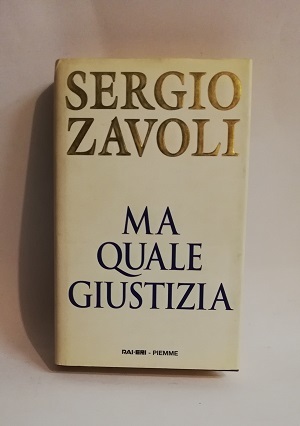 SERGIO
ZAVOLI
MA
QUALE
GIUSTIZIA
RAI-ERI - PIEMME